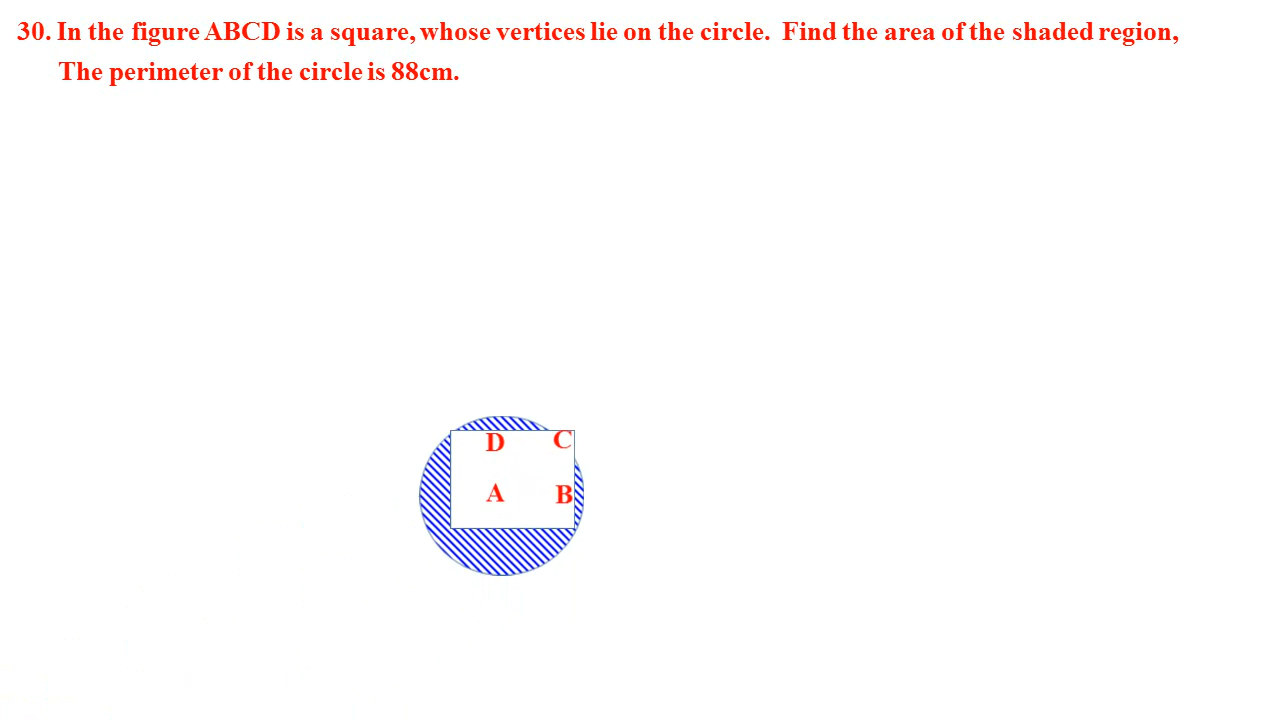 30. In the figure ABCD is a square, whose vertices lie on the circle. Find the area of the shaded region,
The perimeter of the circle is 88cm.
D C
A B